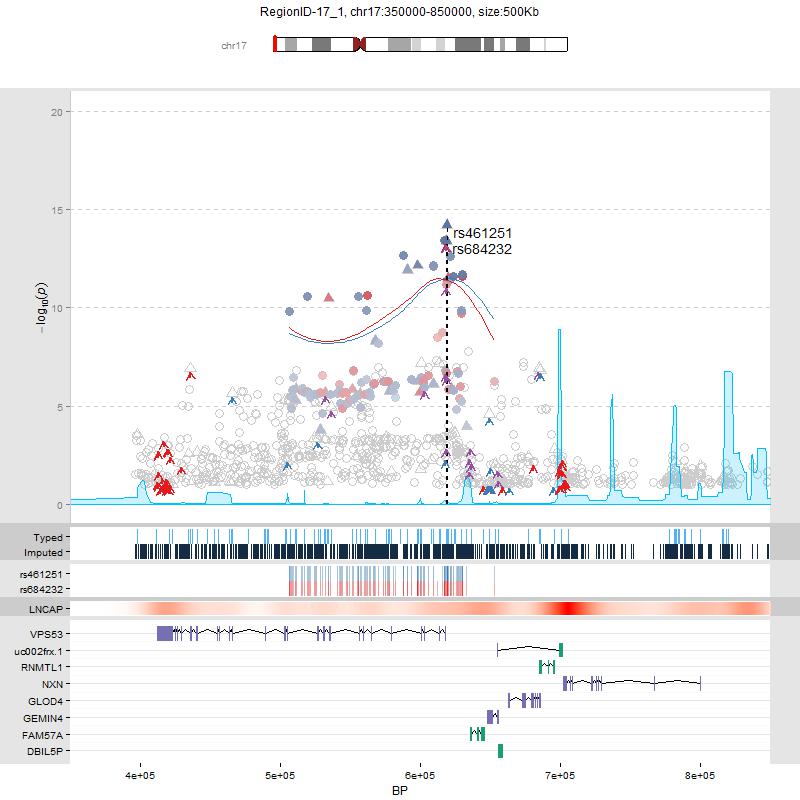 RegionID-17_1, chr17:350000-850000, size:500Kb
chr17
20
15
10
5
0
−log10(p)
rs461251
rs684232
Typed
Imputed
rs461251
rs684232
LNCAP
VPS53
uc002frx.1
RNMTL1
NXN
GLOD4
GEMIN4
FAM57A
DBIL5P
4e+05 5e+05 6e+05 7e+05 8e+05
BP